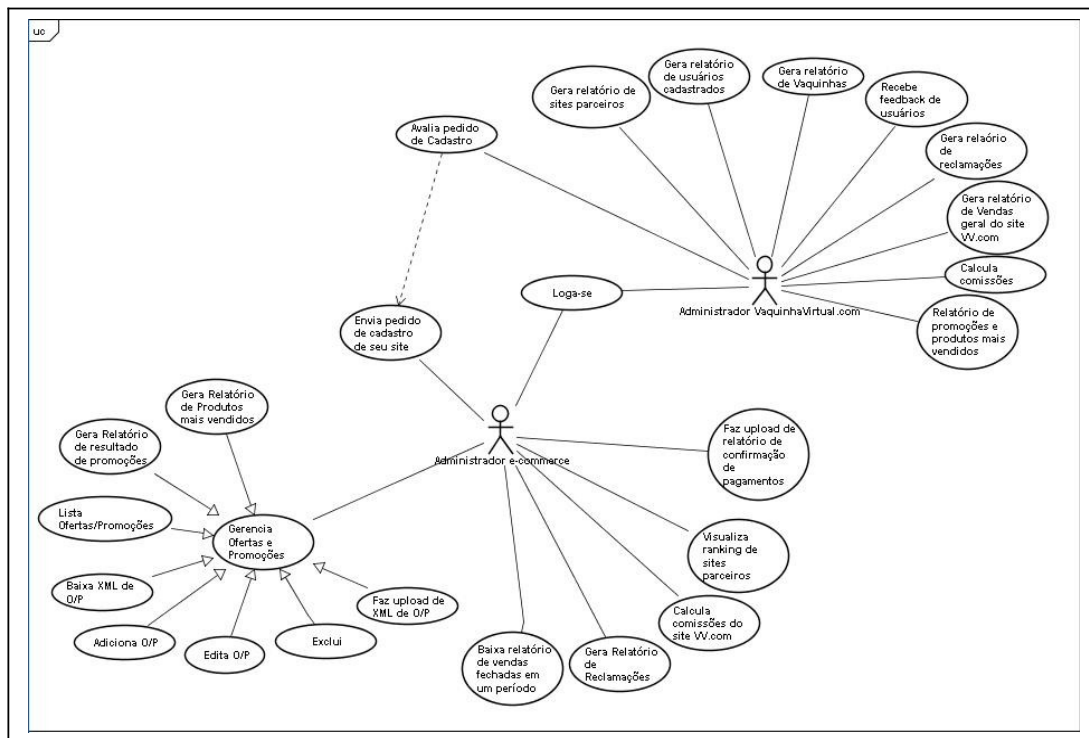 uc
Gera relatório
de usuários
cadastrados
Gera relatório
de Vaquinhas
Gera relatório de
sites parceiros
Recebe
feedback de
usuários
Avalia pedido
de Cadastro
Gera relaório
de
reclamações
Gera relatório
de Vendas
geral do site
VV.com
Calcula
comissões
Loga-se
Administrador VaquinhaVirtual.com
Relatório de
promoções e
produtos mais
vendidos
Envia pedido
de cadastro
de seu site
Gera Relatório
de Produtos
mais vendidos
Gera Relatório
de resultado
de promoções
Administrador e-commerce
Faz upload de
relatório de
confirmação
de
pagamentos
Lista
Ofertas/Promoções
Gerencia
Ofertas e
Promoções
Visualiza
ranking de
sites
parceiros
Baixa XML de
O/P
Faz upload de
XML de O/P
Calcula
comissões do
site VV.com
Adiciona O/P
Edita O/P
Exclui
Baixa relatório
de vendas
fechadas em
um período
Gera Relatório
de
Reclamações